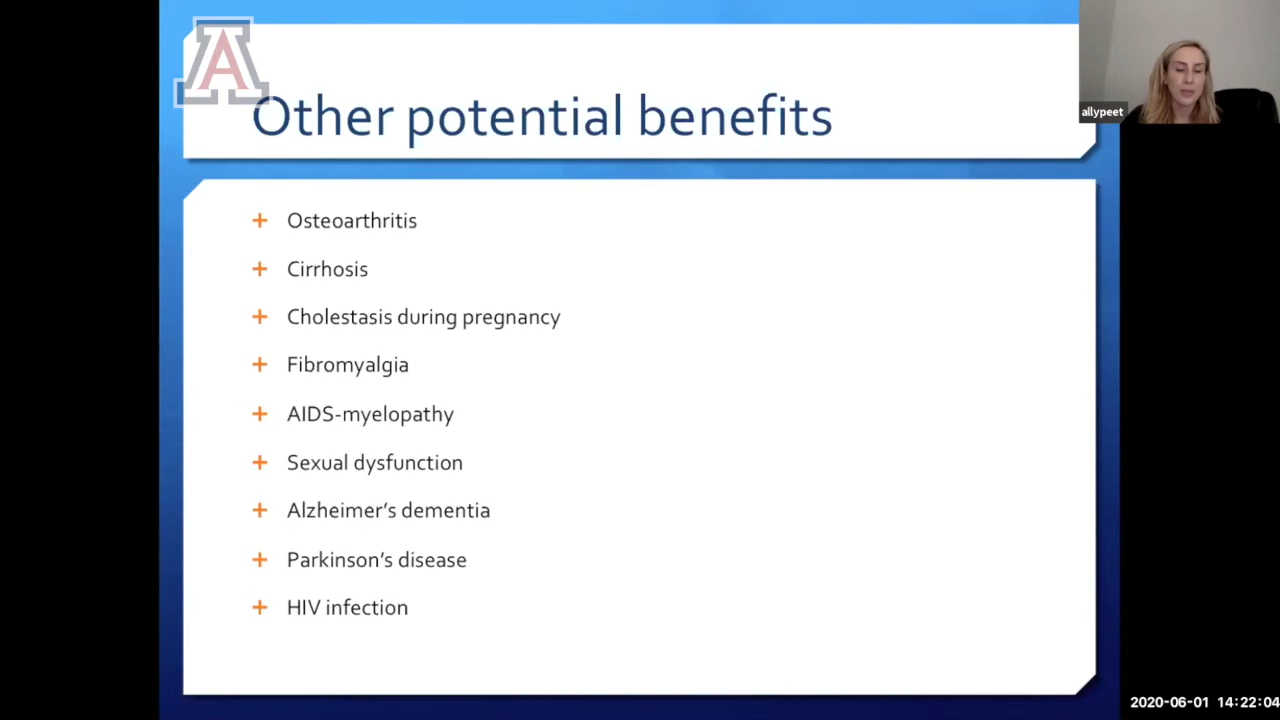 A
Other potential benefits
allypeet
+ Osteoarthritis
+ Cirrhosis
+ Cholestasis during pregnancy
+ Fibromyalgia
+ AIDS-myelopathy
+ Sexual dysfunction
+ Alzheimer’s dementia
+ Parkinson’s disease
+ HIV infection
2020-06-01 14:22:04